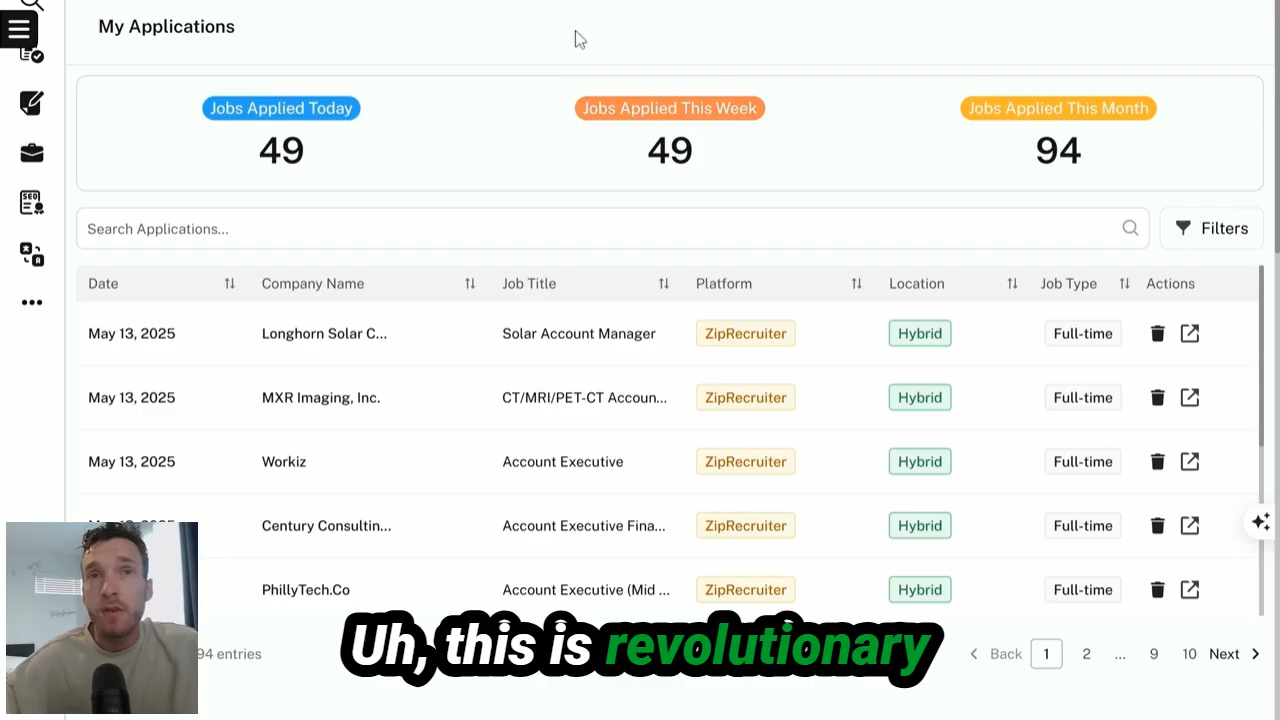 My Applications
Jobs Applied Today
Jobs Applied This Week
Jobs Applied This Month
49
49
94
Search Applications...
Filters
Date
Company Name
Job Title
Platform
Location
Job Type
Actions
May 13, 2025
Longhorn Solar C...
Solar Account Manager
ZipRecruiter
Hybrid
Full-time
May 13, 2025
MXR Imaging, Inc.
CT/MRI/PET-CT Accoun...
ZipRecruiter
Hybrid
Full-time
May 13, 2025
Workiz
Account Executive
ZipRecruiter
Hybrid
Full-time
Century Consultin...
Account Executive Fina...
ZipRecruiter
Hybrid
Full-time
PhillyTech.Co
Account Executive (Mid ...
ZipRecruiter
Hybrid
Full-time
Uh, this is revolutionary
94 entries
Back
1
2
...
9
10
Next
SEO